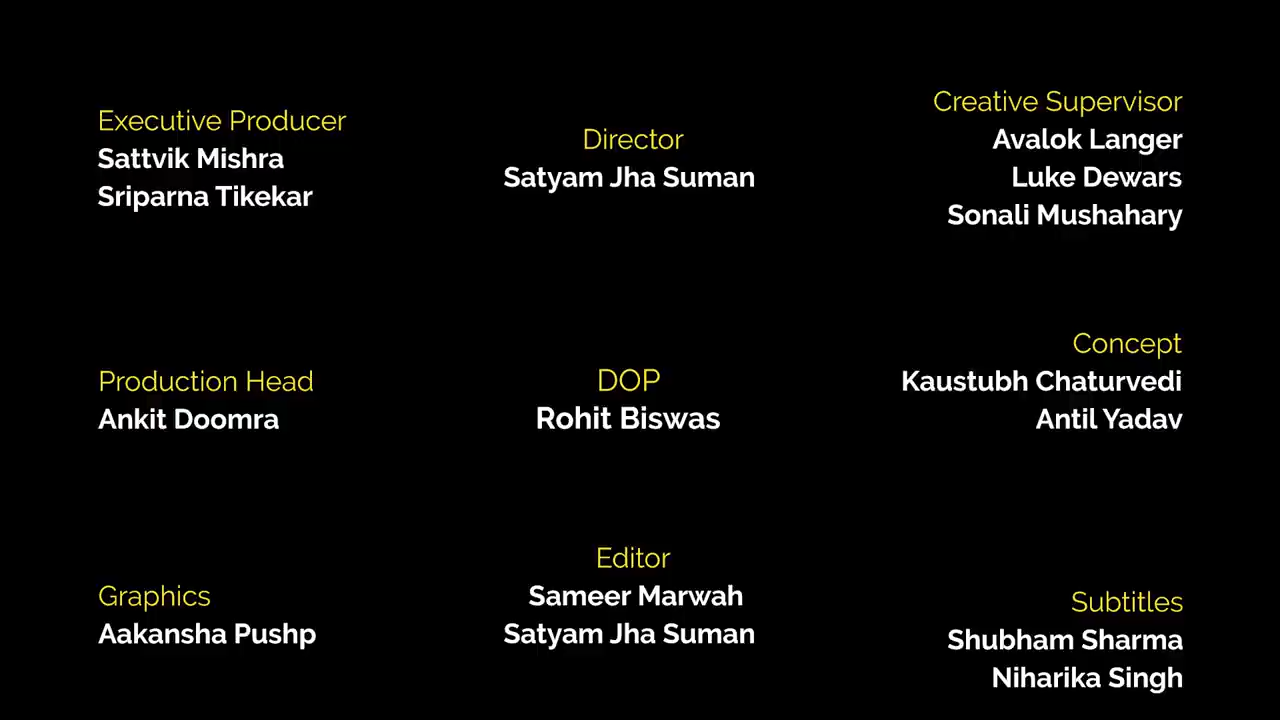 Executive Producer
Sattvik Mishra
Sriparna Tikekar
Director
Satyam Jha Suman
Creative Supervisor
Avalok Langer
Luke Dewars
Sonali Mushahary
Production Head
Ankit Doomra
DOP
Rohit Biswas
Concept
Kaustubh Chaturvedi
Antil Yadav
Graphics
Aakansha Pushp
Editor
Sameer Marwah
Satyam Jha Suman
Subtitles
Shubham Sharma
Niharika Singh